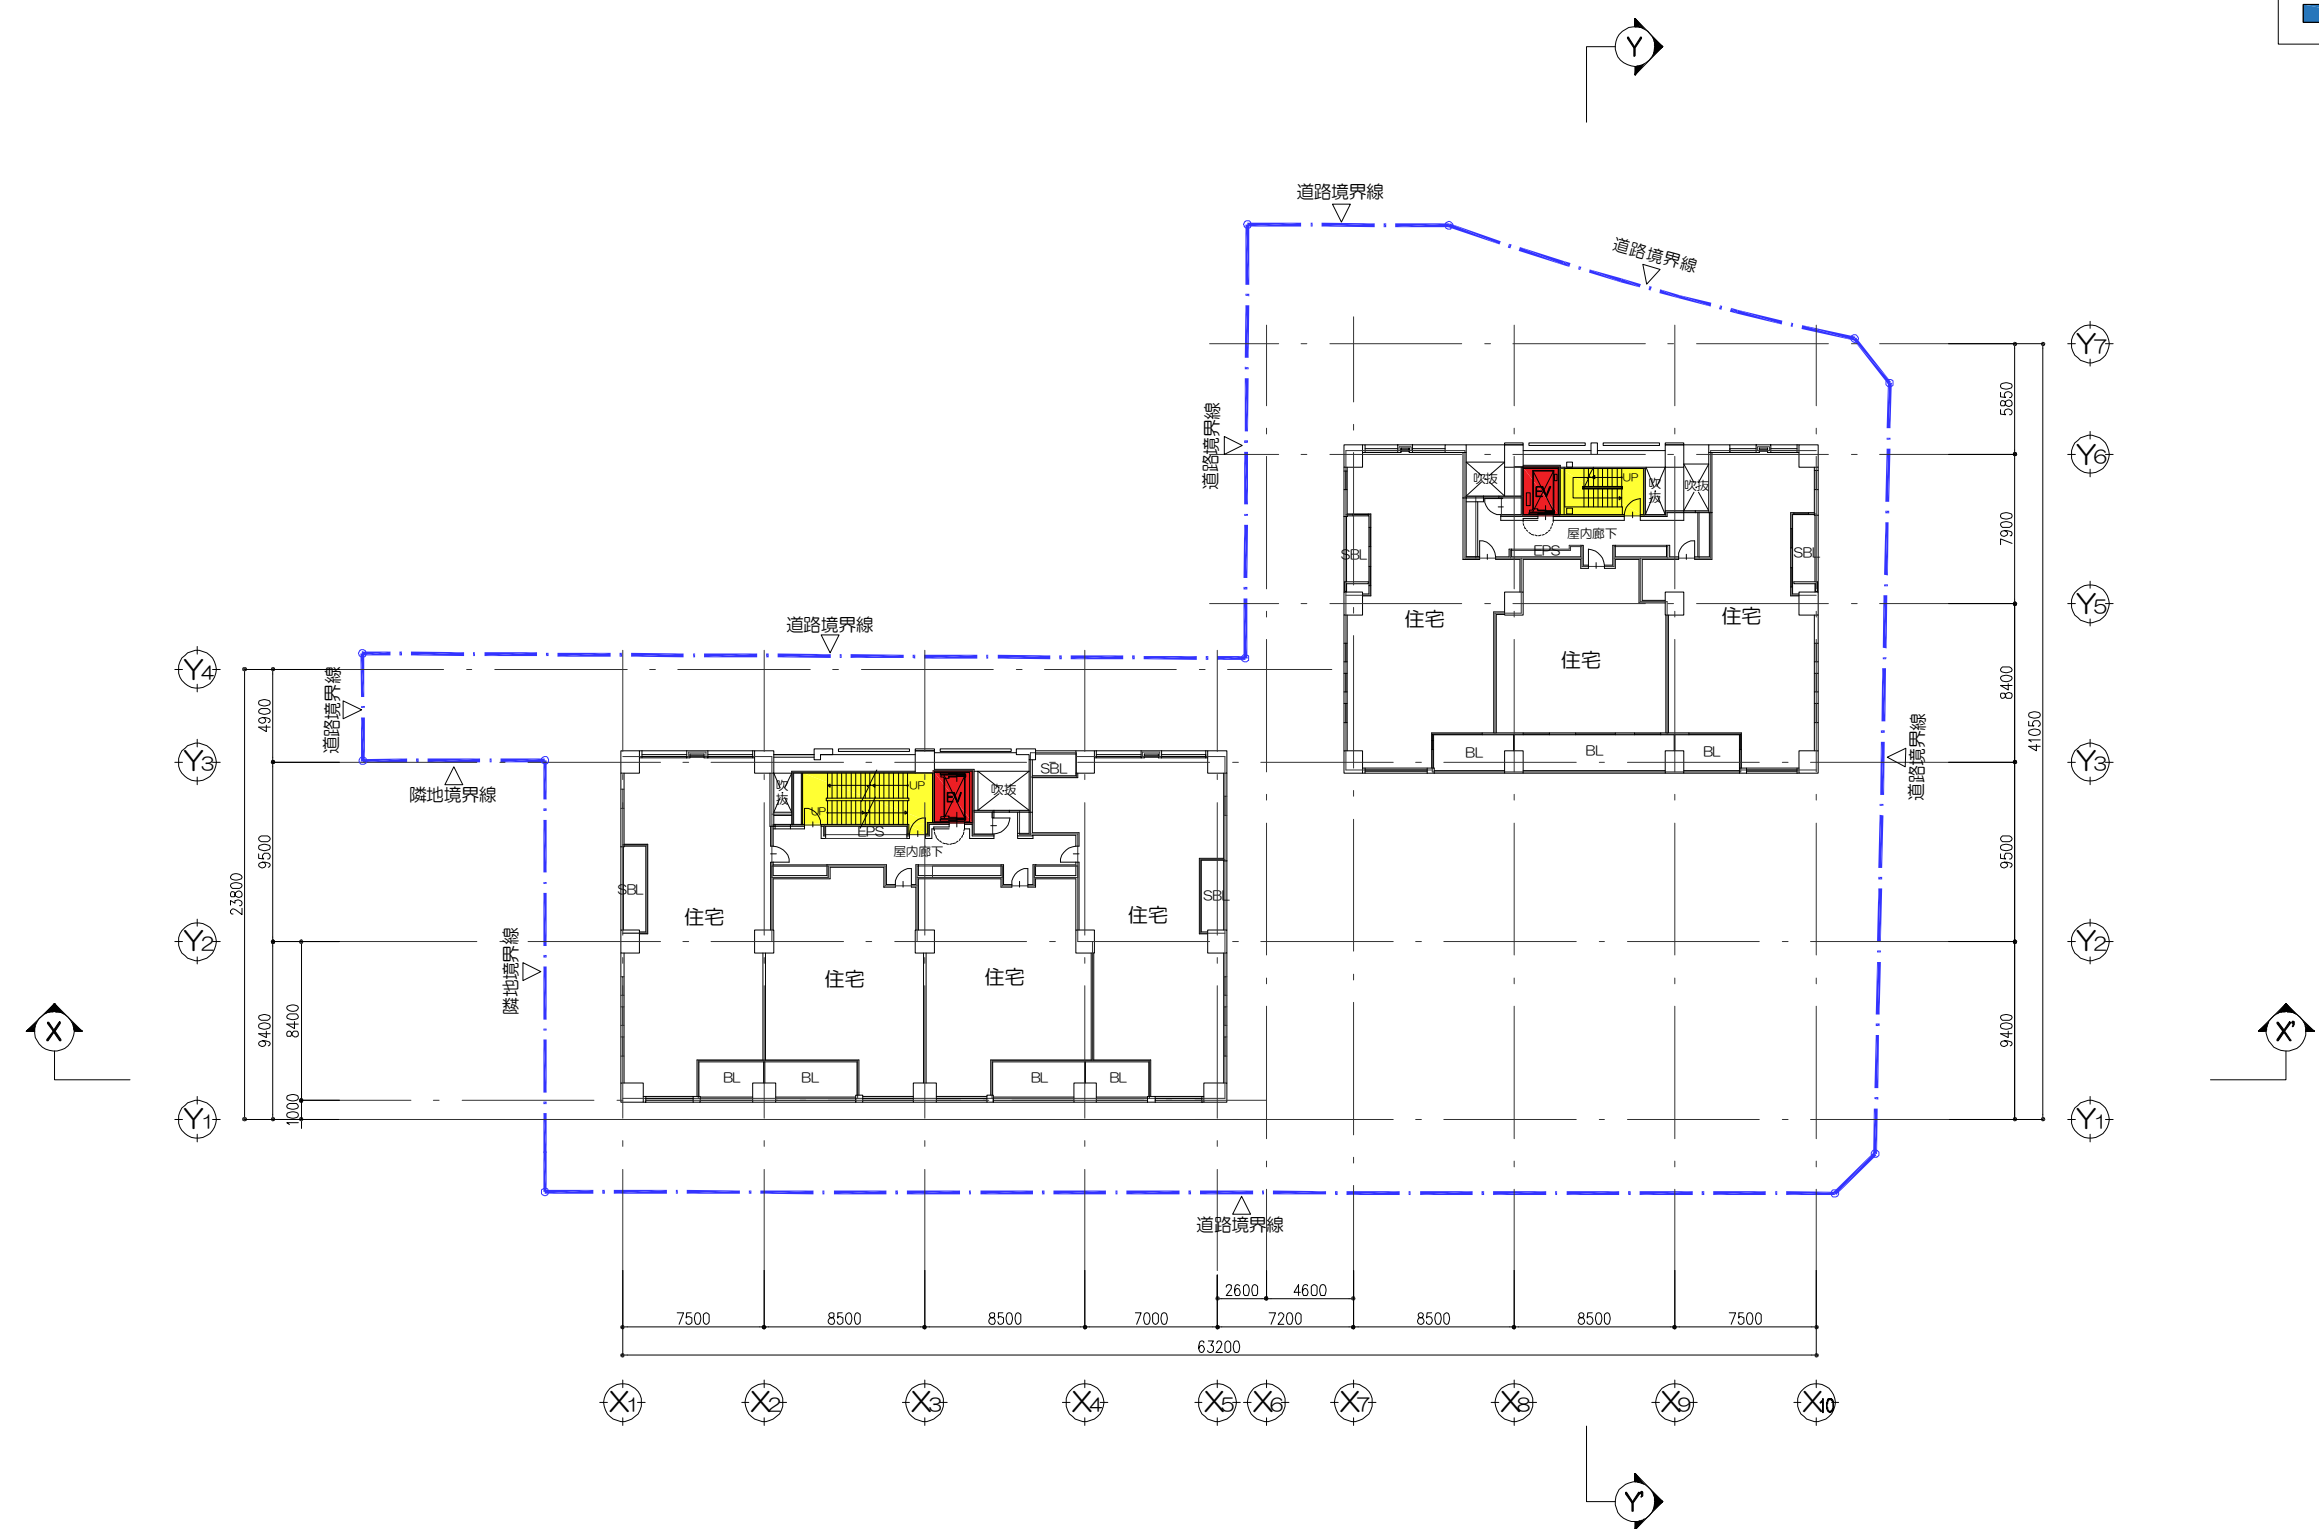 Y
道路境界線
道路境界線
Y7
5850
道路境界線
Y6
吹抜
EV
UP
吹抜
吹抜
7900
41050
屋内廊下
EPS
SBL
SBL
Y5
住宅
住宅
住宅
8400
道路境界線
Y4
道路境界線
4900
道路境界線
BL
BL
BL
Y3
Y3
隣地境界線
SBL
吹抜
UP
UP
EV
吹抜
EPS
屋内廊下
9500
9500
23800
SBL
SBL
住宅
住宅
Y2
Y2
隣地境界線
住宅
住宅
X
X'
9400
8400
9400
BL
BL
BL
BL
1000
Y1
Y1
道路境界線
2600
4600
7500
8500
8500
7000
7200
8500
8500
7500
63200
X1
X2
X3
X4
X5
X6
X7
X8
X9
X10
Y'